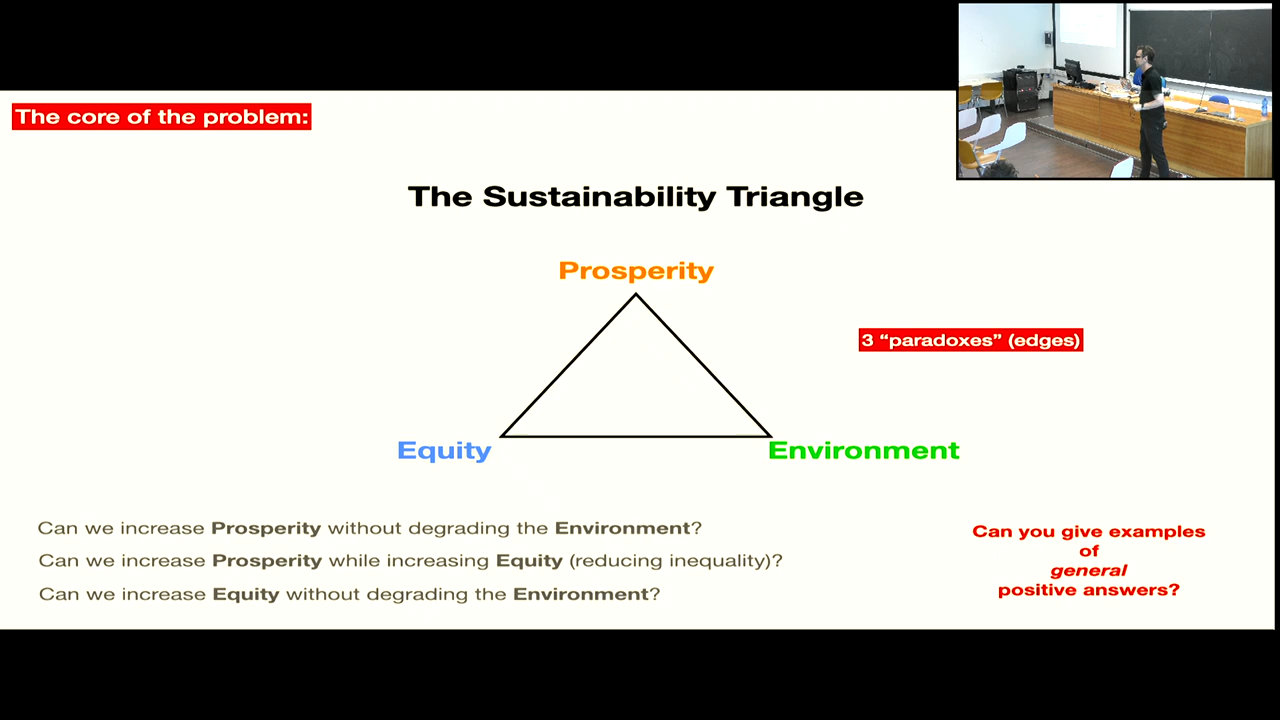 The core of the problem:
The Sustainability Triangle
Prosperity
3 “paradoxes” (edges)
Equity
Environment
Can we increase Prosperity without degrading the Environment?
Can we increase Prosperity while increasing Equity (reducing inequality)?
Can we increase Equity without degrading the Environment?
Can you give examples
of
general
positive answers?